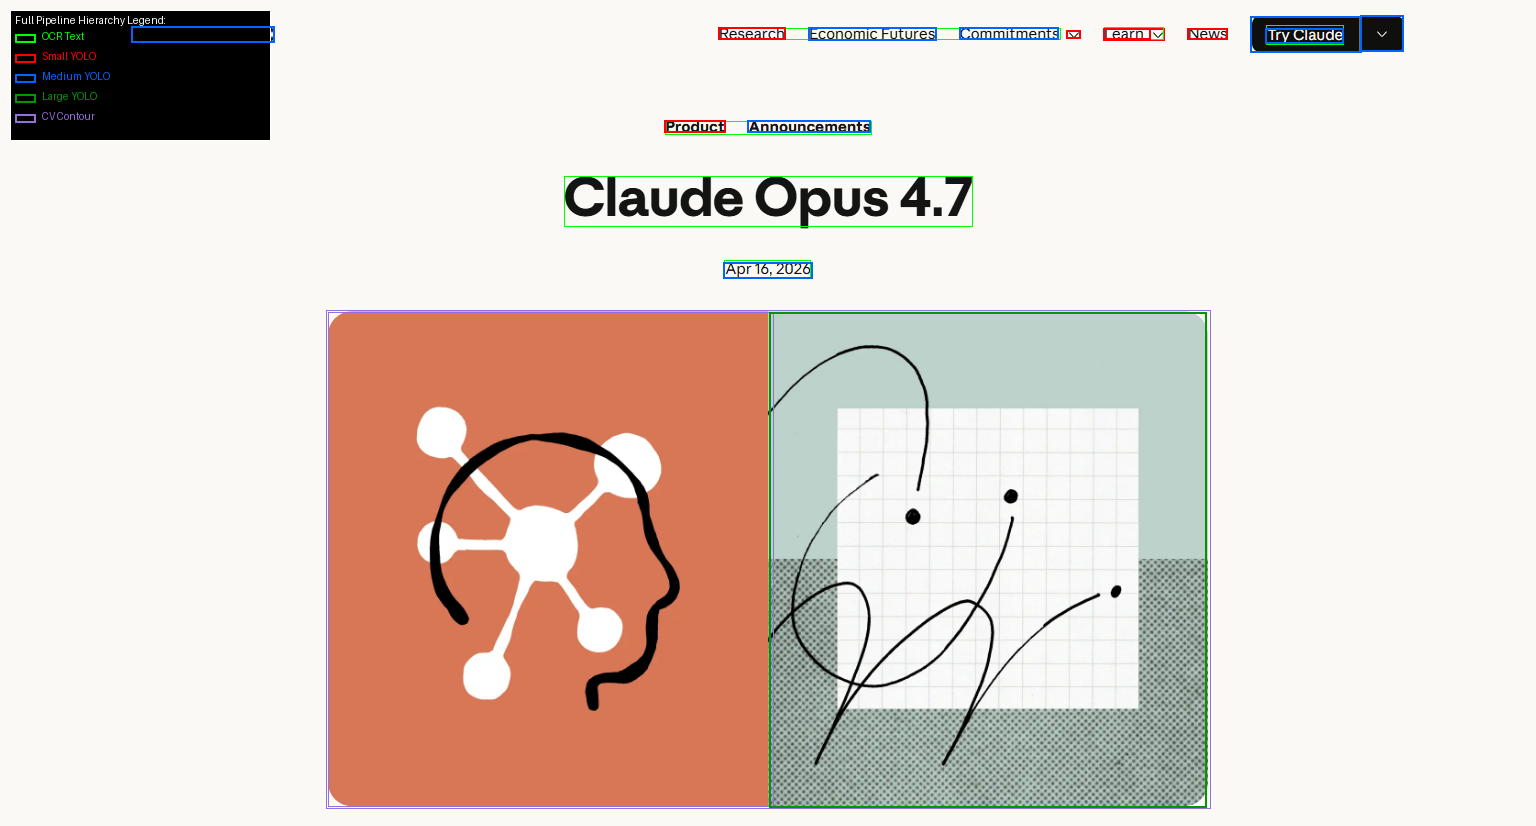 Full Pipeline Hierarchy Legend:
OCR Text
Small YOLO
Medium YOLO
Large YOLO
CV Contour
Research Economic Futures Commitments Learn News Try Claude
Product Announcements
Claude Opus 4.7
Apr 16, 2026